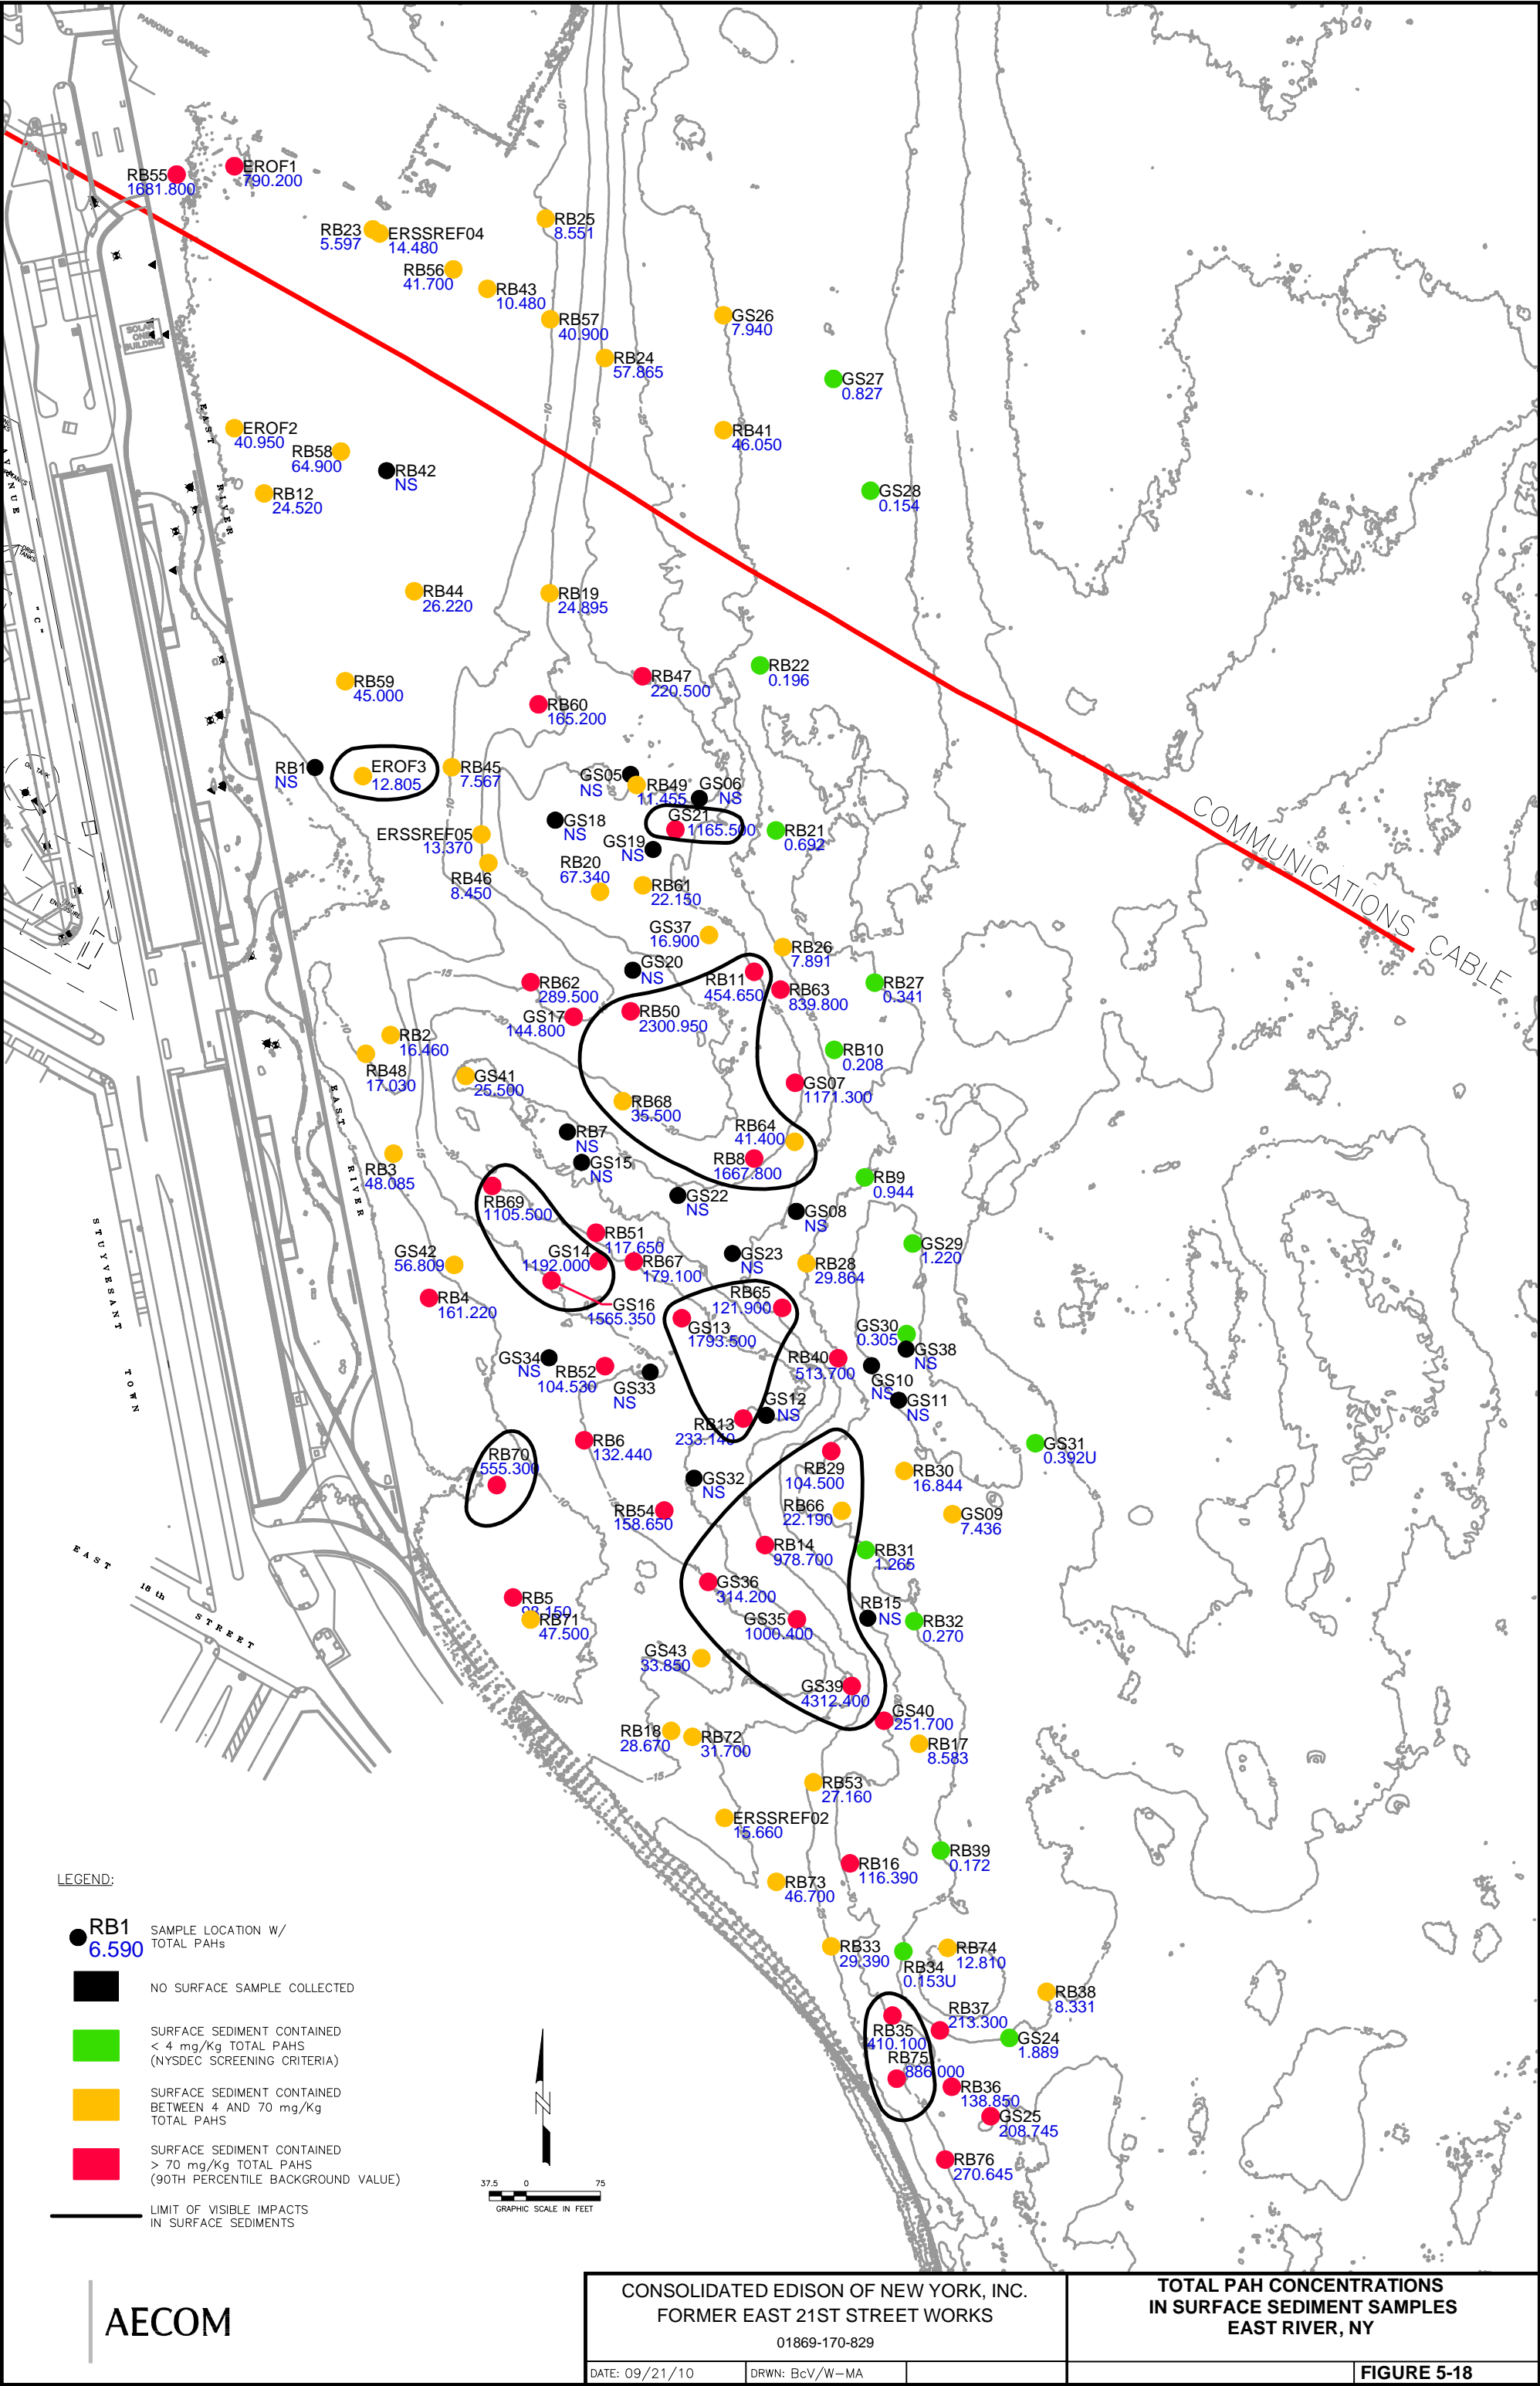 PARKING GARAGE
RB55
1681.800
EROF1
790.200
RB23
5.597
ERSSREF04
14.480
RB25
8.551
RB56
41.700
RB43
10.480
RB57
40.900
GS26
7.940
SOLAR
ONE
BUILDING
RB24
57.865
GS27
0.827
EROF2
40.950
RB41
46.050
RB58
64.900
RB42
NS
RB12
24.520
GS28
0.154
EAST RIVER
AVENUE "C"
RB44
26.220
RB19
24.895
RB22
0.196
RB47
220.500
RB59
45.000
RB60
165.200
RB1
NS
EROF3
12.805
RB45
7.567
GS05
NS
RB49
11.455
GS06
NS
GS21
1165.500
GS18
NS
RB21
0.692
ERSSREF05
13.370
GS19
NS
RB46
8.450
RB20
67.340
RB61
22.150
COMMUNICATIONS CABLE
GS37
16.900
RB26
7.891
GS20
NS
RB11
454.650
RB62
289.500
RB63
839.800
RB27
0.341
GS17
144.800
RB50
2300.950
RB2
16.460
RB48
17.030
RB10
0.208
GS41
25.500
GS07
1171.300
RB68
35.500
RB64
41.400
RB7
NS
GS15
NS
RB8
1667.800
RB3
48.085
RB9
0.944
EAST RIVER
RB69
1105.500
GS22
NS
GS08
NS
RB51
117.650
GS29
1.220
GS42
56.809
GS14
1192.000
RB67
179.100
GS23
NS
RB28
29.864
RB4
161.220
GS16
1565.350
RB65
121.900
GS13
1793.500
GS30
0.305
GS38
NS
STUYVESANT TOWN
GS34
NS
RB52
104.530
GS33
NS
RB40
513.700
GS10
NS
GS11
NS
GS12
NS
RB13
233.140
RB6
132.440
GS31
0.392U
RB70
555.300
GS32
NS
RB29
104.500
RB30
16.844
RB54
158.650
RB66
22.190
GS09
7.436
RB14
978.700
RB31
1.265
EAST 18 th STREET
GS36
314.200
RB5
RB71
47.500
GS35
1000.400
RB15
NS
RB32
0.270
GS43
33.850
GS39
4312.400
GS40
251.700
RB18
28.670
RB72
31.700
RB17
8.583
RB53
27.160
ERSSREF02
15.660
RB39
0.172
RB16
116.390
RB73
46.700
RB33
29.390
RB34
0.153U
RB74
12.810
RB38
8.331
RB37
213.300
RB35
410.100
GS24
1.889
RB75
886.000
RB36
138.850
GS25
208.745
RB76
270.645
LEGEND:
RB1
6.590
SAMPLE LOCATION W/
TOTAL PAHs
NO SURFACE SAMPLE COLLECTED
SURFACE SEDIMENT CONTAINED
< 4 mg/Kg TOTAL PAHS
(NYSDEC SCREENING CRITERIA)
SURFACE SEDIMENT CONTAINED
BETWEEN 4 AND 70 mg/Kg
TOTAL PAHS
SURFACE SEDIMENT CONTAINED
> 70 mg/Kg TOTAL PAHS
(90TH PERCENTILE BACKGROUND VALUE)
LIMIT OF VISIBLE IMPACTS
IN SURFACE SEDIMENTS
37.5 0 75
GRAPHIC SCALE IN FEET
AECOM
CONSOLIDATED EDISON OF NEW YORK, INC.
FORMER EAST 21ST STREET WORKS
01869-170-829
DATE: 09/21/10
DRWN: BcV/W-MA
TOTAL PAH CONCENTRATIONS
IN SURFACE SEDIMENT SAMPLES
EAST RIVER, NY
FIGURE 5-18